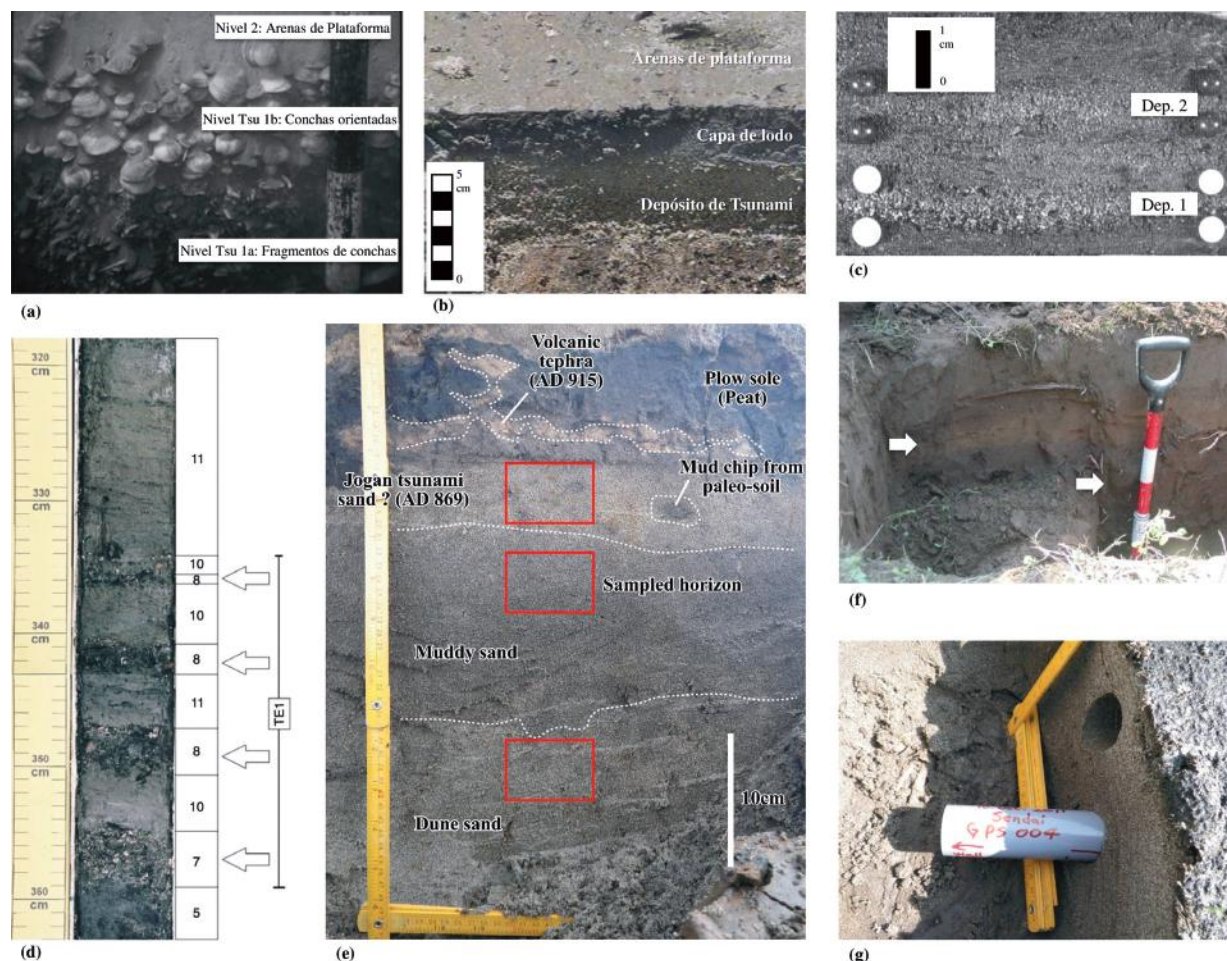 Nivel 2: Arenas de Plataforma
Nivel Tsu 1b: Conchas orientadas
Nivel Tsu 1a: Fragmentos de conchas
(a)
Arenas de plataforma
Capa de lodo
5
cm
Depósito de Tsunami
0
(b)
1
cm
0
Dep. 2
Dep. 1
(c)
320
cm
330
cm
340
cm
350
cm
360
cm
11
10
8
10
8
11
8
10
7
5
TE1
(d)
Volcanic
tephra
(AD 915)
Plow sole
(Peat)
Jogan tsunami
sand ? (AD 869)
Mud chip from
paleo-soil
Sampled horizon
Muddy sand
10cm
Dune sand
(e)
(f)
Sendai
GPS 004
(g)